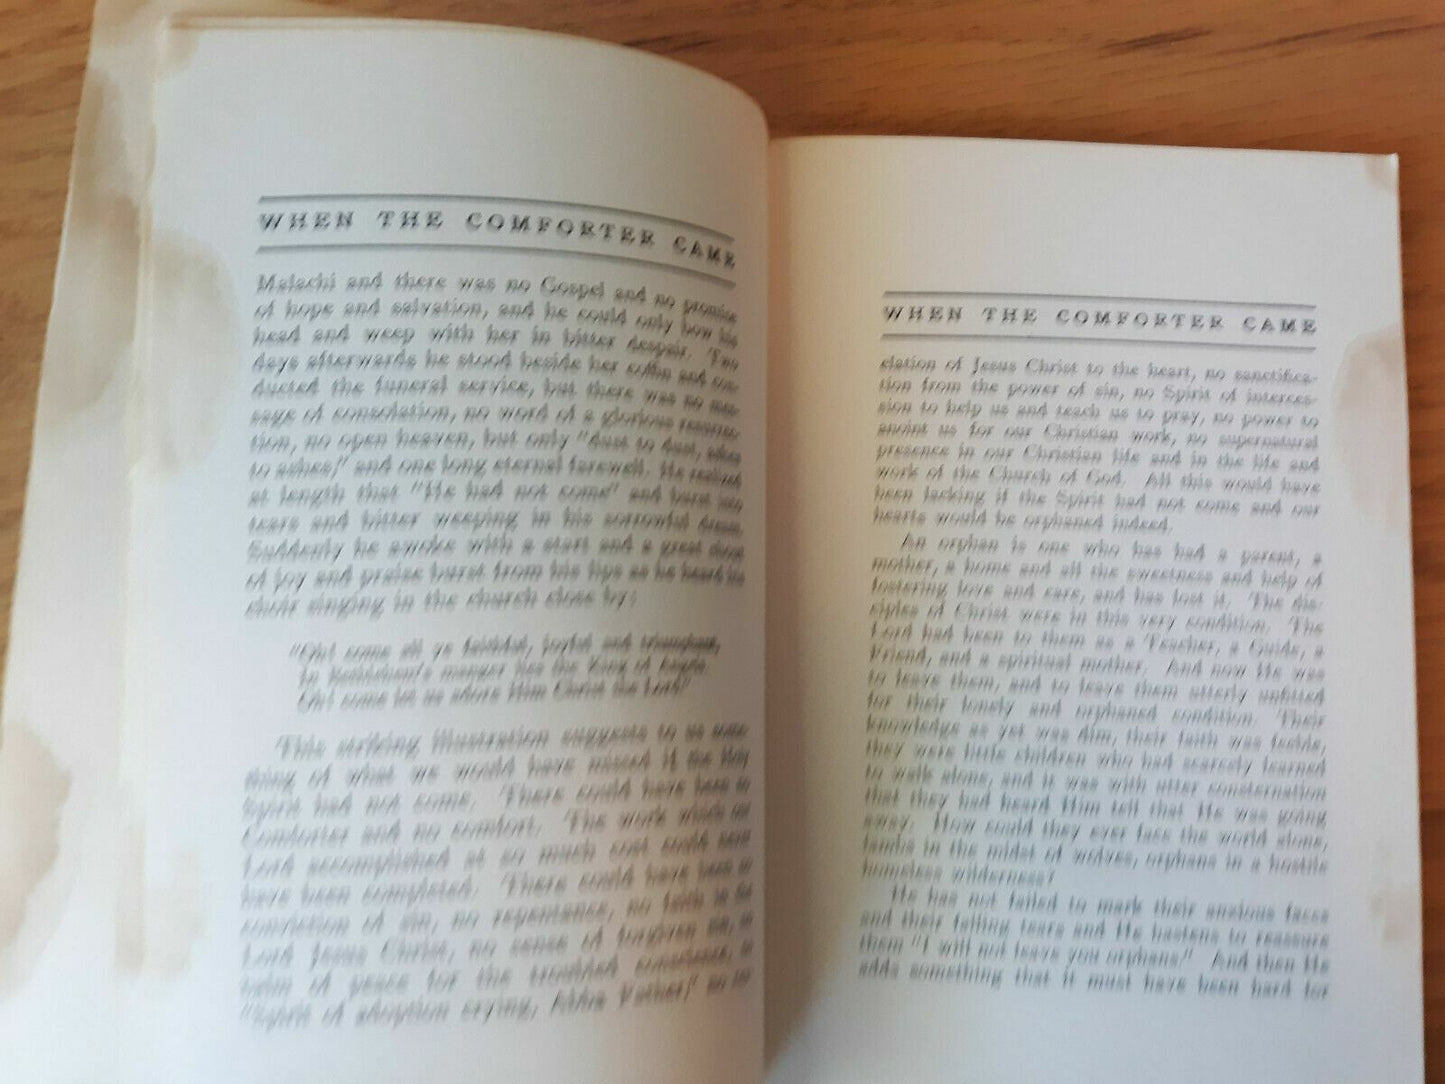 WHEN THE COMFORTER CAME
Malachi and there was no Gospel and no promise
of hope and salvation, and he could only bow his
head and weep with her in bitter despair. Two
days afterwards he stood beside her coffin and con-
ducted the funeral service, but there was no mes-
sage of consolation, no word of a glorious resurrec-
tion, no open heaven, but only "dust to dust, ashes
to ashes," and one long eternal farewell. He realized
at length that "He had not come" and burst into
tears and bitter weeping in his sorrowful dream.
Suddenly he awoke with a start and a great shout
of joy and praise burst from his lips as he heard his
choir singing in the church close by:
"Oh! come all ye faithful, joyful and triumphant,
In Bethlehem's manger lies the King of Angels.
Oh! come let us adore Him Christ the Lord."
This striking illustration suggests to us some-
thing of what we would have missed if the Holy
Spirit had not come. There could have been no
Comforter and no comfort. The work which our
Lord accomplished at so much cost could not
have been completed. There could have been no
conviction of sin, no repentance, no faith in the
Lord Jesus Christ, no sense of forgiven sin, no
calm of peace for the troubled conscience, no
"Spirit of adoption crying, Abba Father," no rev-
WHEN THE COMFORTER CAME
elation of Jesus Christ to the heart, no sanctifica-
tion from the power of sin, no Spirit of interces-
sion to help us and teach us to pray, no power to
anoint us for our Christian work, no supernatural
presence in our Christian life and in the life and
work of the Church of God. All this would have
been lacking if the Spirit had not come and our
hearts would be orphaned indeed.
An orphan is one who has had a parent, a
mother, a home and all the sweetness and help of
fostering love and care, and has lost it. The dis-
ciples of Christ were in this very condition. The
Lord had been to them as a Teacher, a Guide, a
Friend, and a spiritual mother. And now He was
to leave them, and to leave them utterly unfitted
for their lonely and orphaned condition. Their
knowledge as yet was dim, their faith was feeble,
they were little children who had scarcely learned
to walk alone, and it was with utter consternation
that they had heard Him tell that He was going
away. How could they ever face the world alone,
lambs in the midst of wolves, orphans in a hostile
homeless wilderness?
He has not failed to mark their anxious faces
and their falling tears and He hastens to reassure
them "I will not leave you orphans." And then He
adds something that it must have been hard for